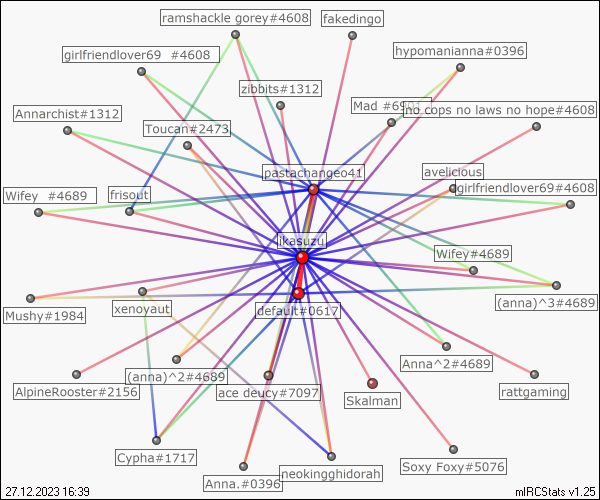 ramshackle gorey#4608
fakedingo
girlfriendlover69 #4608
hypomanianna#0396
zibbits#1312
Annarchist#1312
Mad
no cops no laws no hope#4608
Toucan#2473
pastachangeo41
avelicious
girlfriendlover69#4608
Wifey #4689
frisout
ikasuzu
Wifey#4689
(anna)^3#4689
Mushy#1984
xenoyaut
default#0617
Anna^2#4689
(anna)^2#4689
AlpineRooster#2156
ace deucy#7097
Skalman
rattgaming
Cypha#1717
Anna.#0396
neokingghidorah
Soxy Foxy#5076
27.12.2023 16:39
mIRCStats v1.25